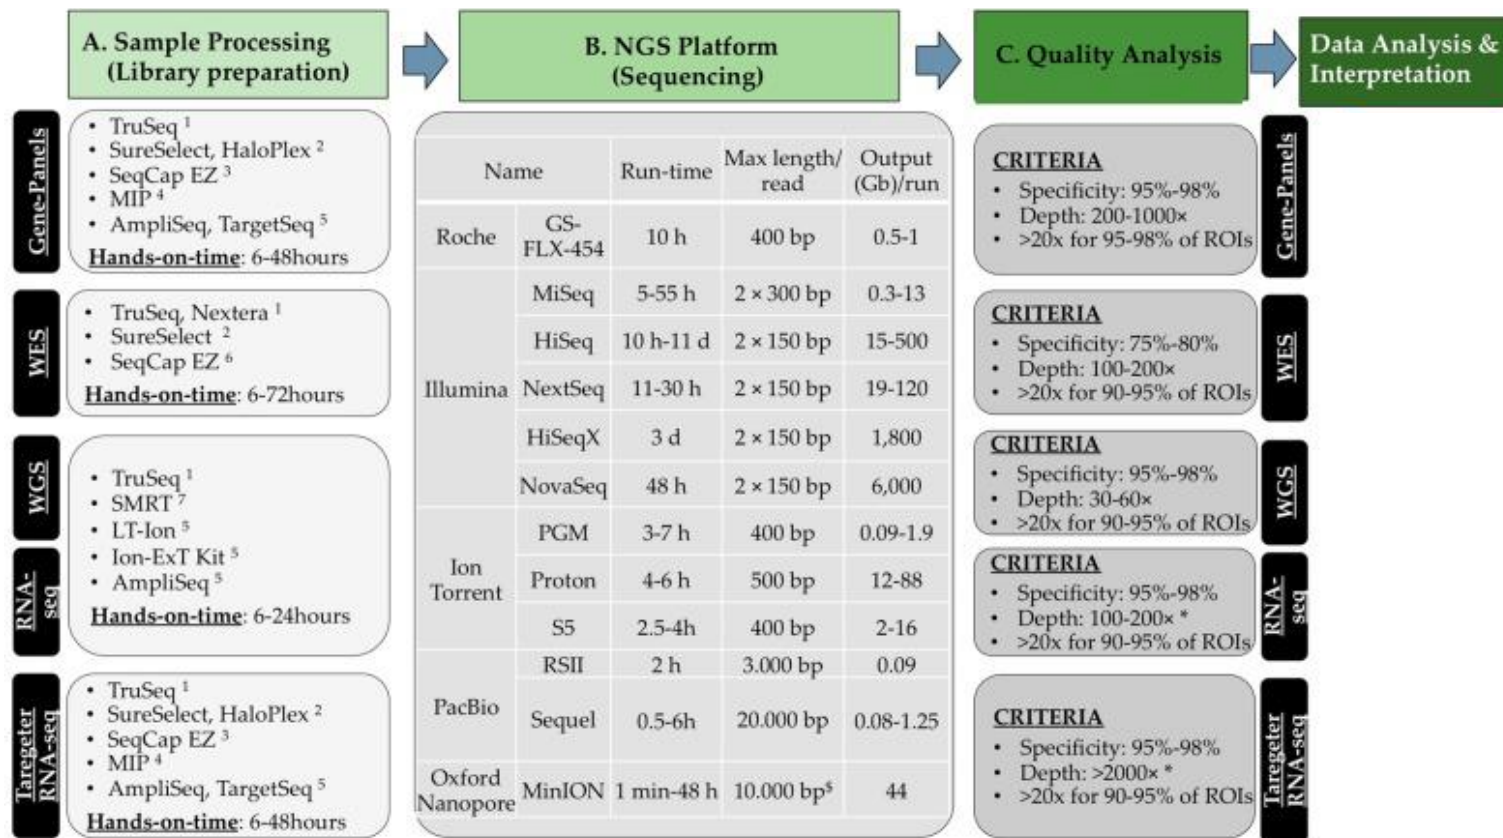 A. Sample Processing
(Library preparation)
B. NGS Platform
(Sequencing)
C. Quality Analysis
Data Analysis &
Interpretation
Gene-Panels
• TruSeq ¹
• SureSelect, HaloPlex ²
• SeqCap EZ ³
• MIP ⁴
• AmpliSeq, TargetSeq ⁵
Hands-on-time: 6-48hours
WES
• TruSeq, Nextera ¹
• SureSelect ²
• SeqCap EZ ⁶
Hands-on-time: 6-72hours
WGS
RNA-
seq
• TruSeq ¹
• SMRT ⁷
• LT-Ion ⁵
• Ion-ExT Kit ⁵
• AmpliSeq ⁵
Hands-on-time: 6-24hours
Taregeter
RNA-seq
• TruSeq ¹
• SureSelect, HaloPlex ²
• SeqCap EZ ³
• MIP ⁴
• AmpliSeq, TargetSeq ⁵
Hands-on-time: 6-48hours
Name Run-time Max length/ Output
read (Gb)/run
Roche GS- 10 h 400 bp 0.5-1
FLX-454
MiSeq 5-55 h 2 × 300 bp 0.3-13
HiSeq 10 h-11 d 2 × 150 bp 15-500
Illumina NextSeq 11-30 h 2 × 150 bp 19-120
HiSeqX 3 d 2 × 150 bp 1,800
NovaSeq 48 h 2 × 150 bp 6,000
PGM 3-7 h 400 bp 0.09-1.9
Ion
Torrent Proton 4-6 h 500 bp 12-88
S5 2.5-4h 400 bp 2-16
RSII 2 h 3.000 bp 0.09
PacBio Sequel 0.5-6h 20.000 bp 0.08-1.25
Oxford
Nanopore MinION 1 min-48 h 10.000 bp$ 44
CRITERIA
• Specificity: 95%-98%
• Depth: 200-1000×
• >20x for 95-98% of ROIs
Gene-Panels
CRITERIA
• Specificity: 75%-80%
• Depth: 100-200×
• >20x for 90-95% of ROIs
WES
CRITERIA
• Specificity: 95%-98%
• Depth: 30-60×
• >20x for 90-95% of ROIs
WGS
CRITERIA
• Specificity: 95%-98%
• Depth: 100-200× *
• >20x for 90-95% of ROIs
RNA-
seq
CRITERIA
• Specificity: 95%-98%
• Depth: >2000× *
• >20x for 90-95% of ROIs
Taregeter
RNA-seq